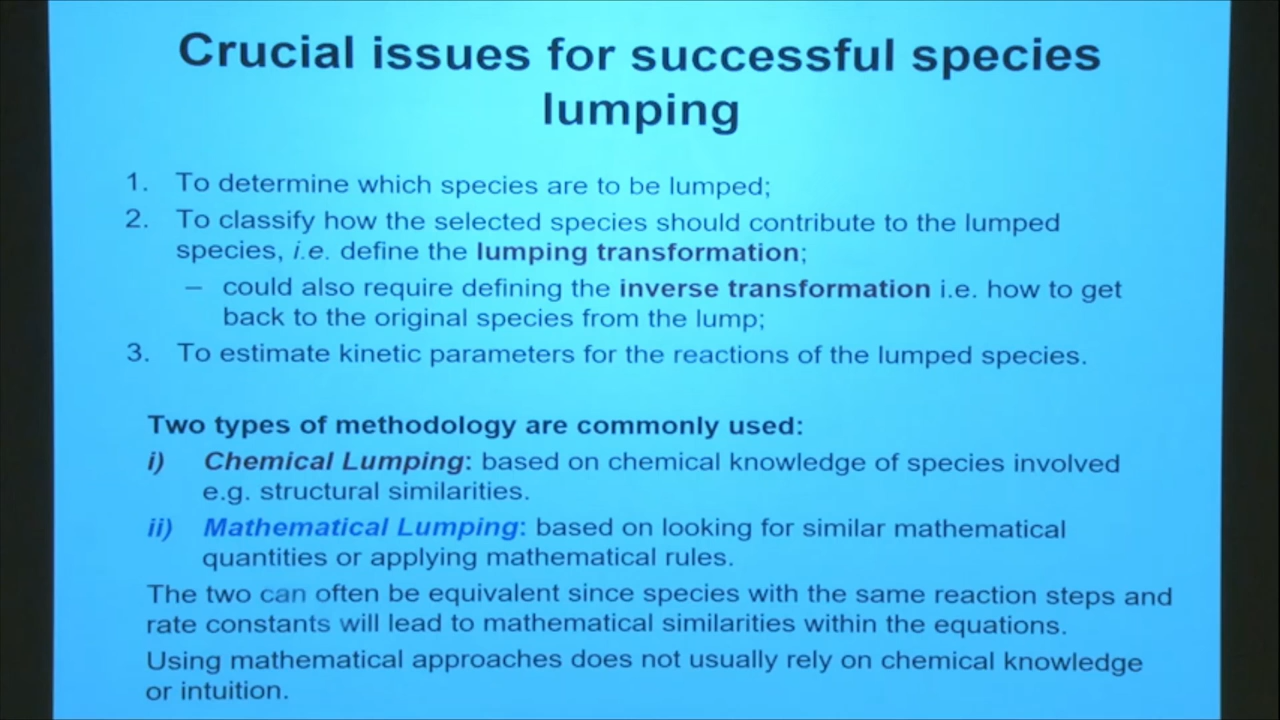 Crucial issues for successful species
lumping
1. To determine which species are to be lumped;
2. To classify how the selected species should contribute to the lumped
species, i.e. define the lumping transformation;
– could also require defining the inverse transformation i.e. how to get
back to the original species from the lump;
3. To estimate kinetic parameters for the reactions of the lumped species.
Two types of methodology are commonly used:
i) Chemical Lumping: based on chemical knowledge of species involved
e.g. structural similarities.
ii) Mathematical Lumping: based on looking for similar mathematical
quantities or applying mathematical rules.
The two can often be equivalent since species with the same reaction steps and
rate constants will lead to mathematical similarities within the equations.
Using mathematical approaches does not usually rely on chemical knowledge
or intuition.